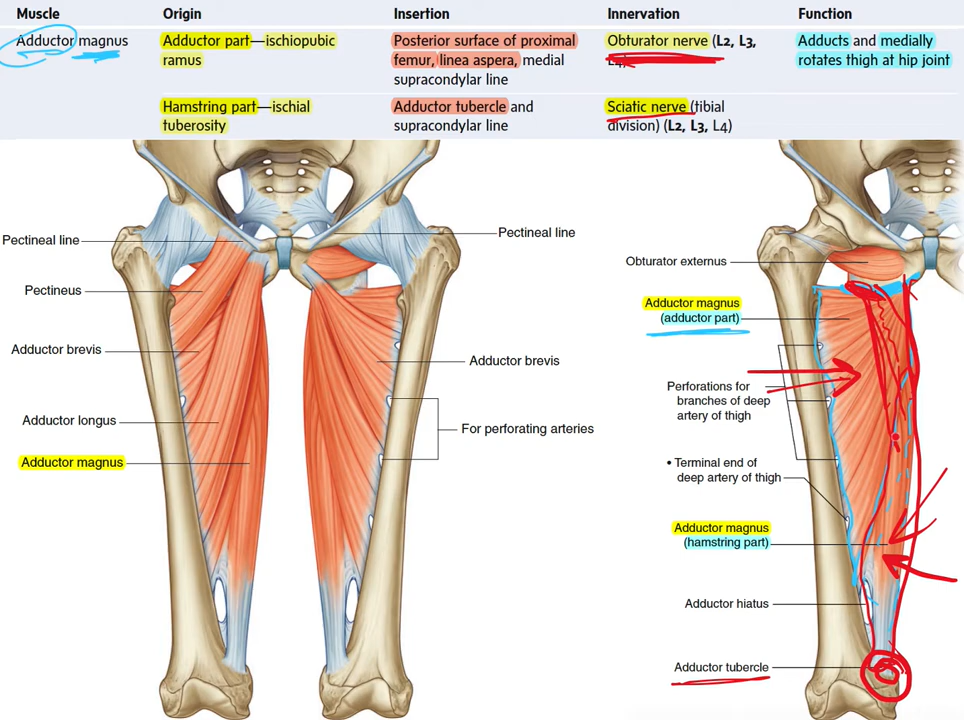 Muscle Origin Insertion Innervation Function
Adductor magnus Adductor part—ischiopubic Posterior surface of proximal Obturator nerve (L2, L3, Adducts and medially
ramus femur, linea aspera, medial L4) rotates thigh at hip joint
supracondylar line
Hamstring part—ischial Adductor tubercle and Sciatic nerve (tibial
tuberosity supracondylar line division) (L2, L3, L4)
Pectineal line
Pectineus
Adductor brevis
Adductor longus
Adductor magnus
Pectineal line
Adductor brevis
For perforating arteries
Obturator externus
Adductor magnus
(adductor part)
Perforations for
branches of deep
artery of thigh
• Terminal end of
deep artery of thigh
Adductor magnus
(hamstring part)
Adductor hiatus
Adductor tubercle